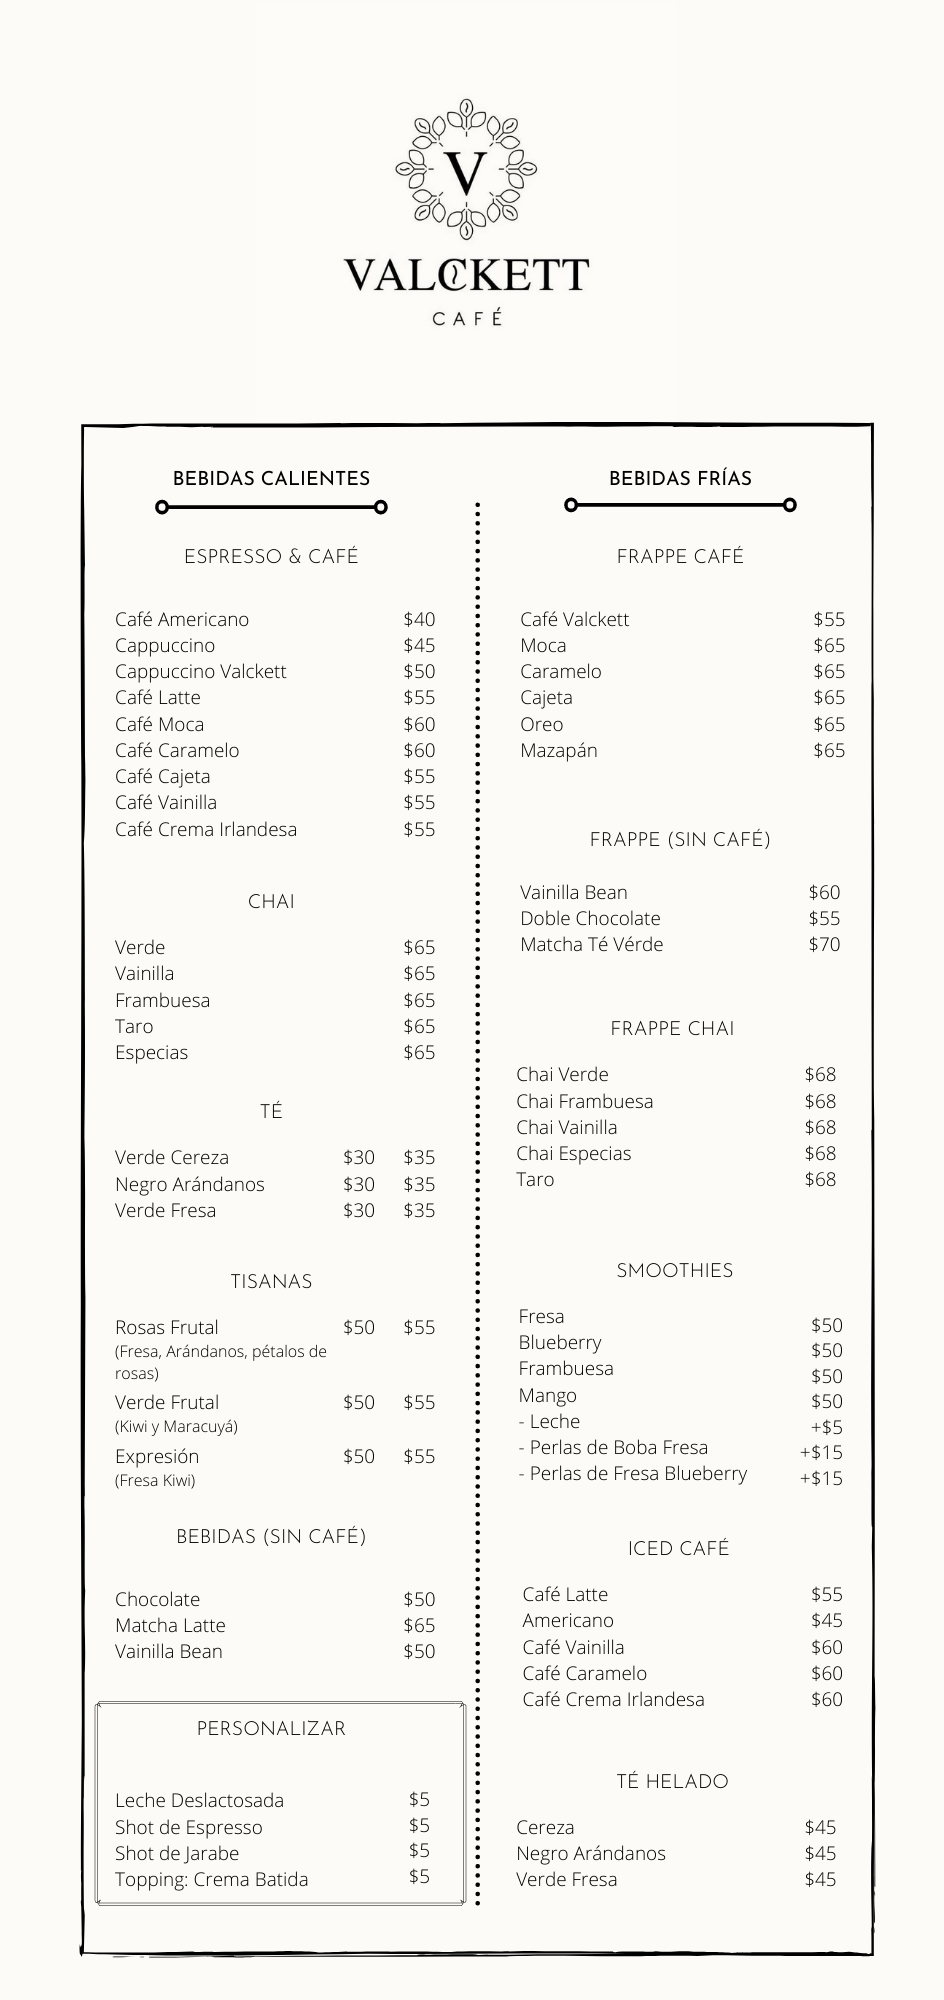 V
VALCKETT
CAFÉ
BEBIDAS CALIENTES
ESPRESSO & CAFÉ
Café Americano $40
Cappuccino $45
Cappuccino Valckett $50
Café Latte $55
Café Moca $60
Café Caramelo $60
Café Cajeta $55
Café Vainilla $55
Café Crema Irlandesa $55
CHAI
Verde $65
Vainilla $65
Frambuesa $65
Taro $65
Especias $65
TÉ
Verde Cereza $30 $35
Negro Arándanos $30 $35
Verde Fresa $30 $35
TISANAS
Rosas Frutal $50 $55
(Fresa, Arándanos, pétalos de
rosas)
Verde Frutal $50 $55
(Kiwi y Maracuyá)
Expresión $50 $55
(Fresa Kiwi)
BEBIDAS (SIN CAFÉ)
Chocolate $50
Matcha Latte $65
Vainilla Bean $50
PERSONALIZAR
Leche Deslactosada $5
Shot de Espresso $5
Shot de Jarabe $5
Topping: Crema Batida $5
BEBIDAS FRÍAS
FRAPPE CAFÉ
Café Valckett $55
Moca $65
Caramelo $65
Cajeta $65
Oreo $65
Mazapán $65
FRAPPE (SIN CAFÉ)
Vainilla Bean $60
Doble Chocolate $55
Matcha Té Vérde $70
FRAPPE CHAI
Chai Verde $68
Chai Frambuesa $68
Chai Vainilla $68
Chai Especias $68
Taro $68
SMOOTHIES
Fresa $50
Blueberry $50
Frambuesa $50
Mango $50
- Leche +$5
- Perlas de Boba Fresa +$15
- Perlas de Fresa Blueberry +$15
ICED CAFÉ
Café Latte $55
Americano $45
Café Vainilla $60
Café Caramelo $60
Café Crema Irlandesa $60
TÉ HELADO
Cereza $45
Negro Arándanos $45
Verde Fresa $45